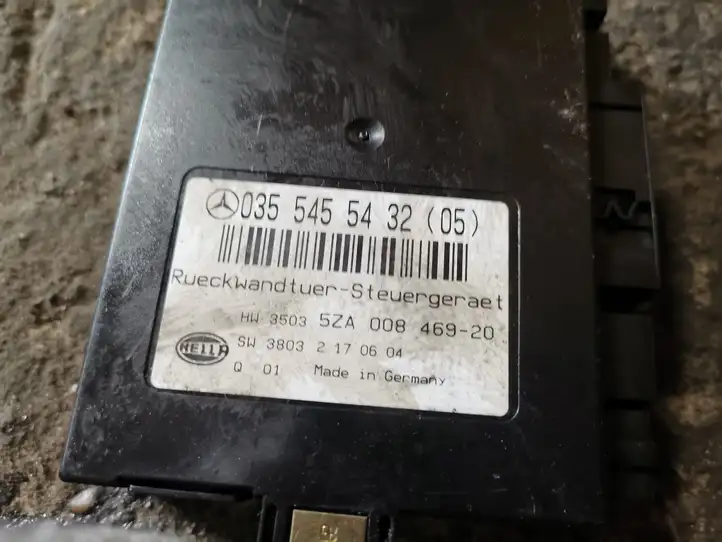 035 545 54 32 (05)
Rueckwandtuer-Steuergeraet
HW 3503 5ZA 008 469-20
HELLA SW 3803 2 17 06 04
Q 01 Made in Germany